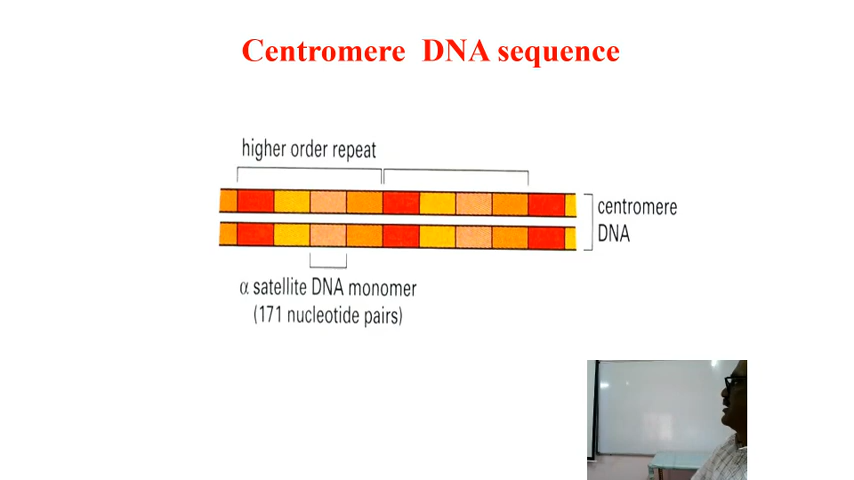 Centromere DNA sequence
higher order repeat
centromere
DNA
α satellite DNA monomer
(171 nucleotide pairs)